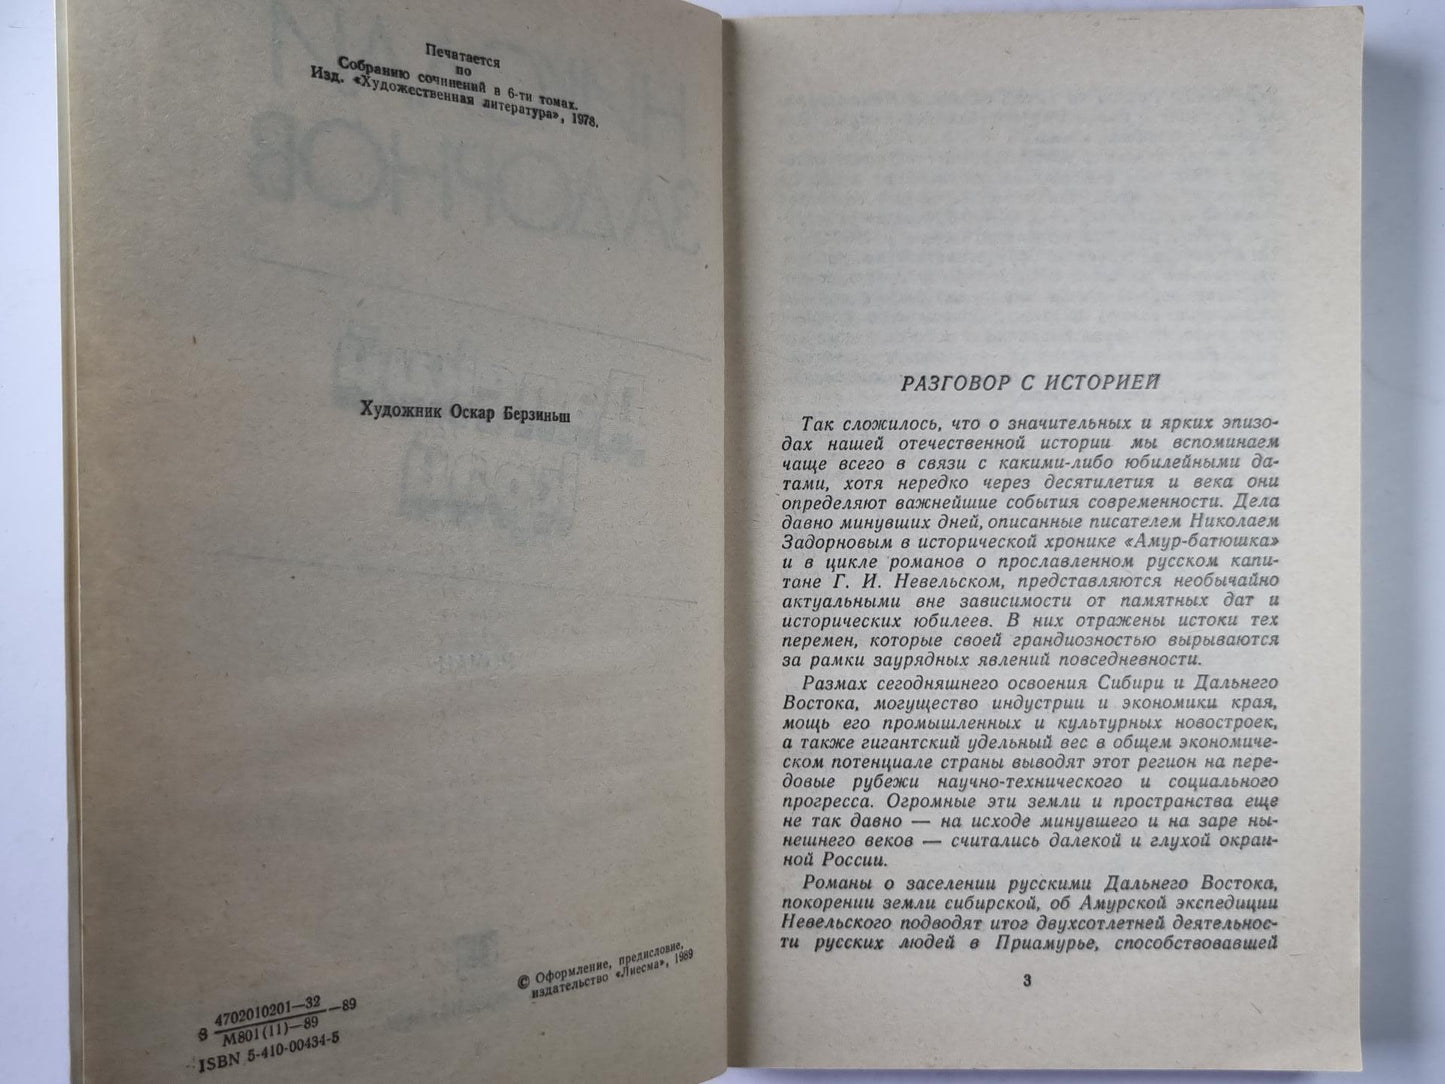 Печатается
по
Собранию сочинений в 6-ти томах.
Изд. «Художественная литература», 1978.
Художник Оскар Берзиньш
© Оформление, предисловие,
издательство «Лиесма», 1989
З 4702010201—32 —89
М801(11)—89
ISBN 5-410-00434-5
РАЗГОВОР С ИСТОРИЕЙ
Так сложилось, что о значительных и ярких эпизо-
дах нашей отечественной истории мы вспоминаем
чаще всего в связи с какими-либо юбилейными да-
тами, хотя нередко через десятилетия и века они
определяют важнейшие события современности. Дела
давно минувших дней, описанные писателем Николаем
Задорновым в исторической хронике «Амур-батюшка»
и в цикле романов о прославленном русском капи-
тане Г. И. Невельском, представляются необычайно
актуальными вне зависимости от памятных дат и
исторических юбилеев. В них отражены истоки тех
перемен, которые своей грандиозностью вырываются
за рамки заурядных явлений повседневности.
Размах сегодняшнего освоения Сибири и Дальнего
Востока, могущество индустрии и экономики края,
мощь его промышленных и культурных новостроек,
а также гигантский удельный вес в общем экономиче-
ском потенциале страны выводят этот регион на пере-
довые рубежи научно-технического и социального
прогресса. Огромные эти земли и пространства еще
не так давно — на исходе минувшего и на заре ны-
нешнего веков — считались далекой и глухой окраи-
ной России.
Романы о заселении русскими Дальнего Востока,
покорении земли сибирской, об Амурской экспедиции
Невельского подводят итог двухсотлетней деятельнос-
ти русских людей в Приамурье, способствовавшей
3